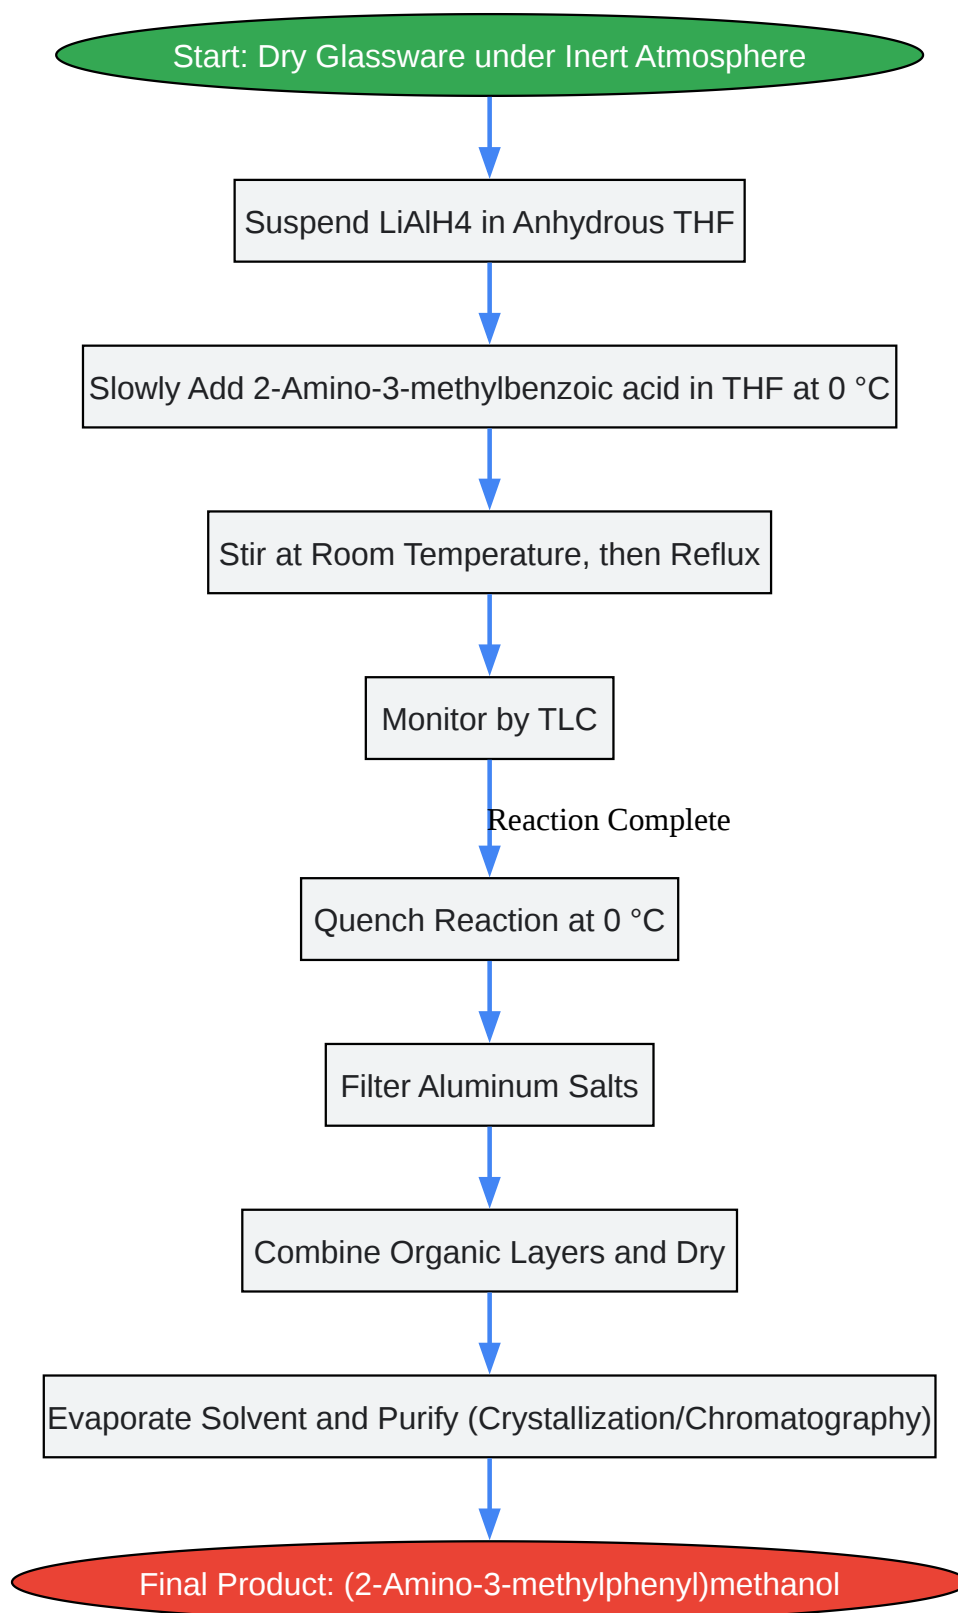 Start: Dry Glassware under Inert Atmosphere
Suspend LiAlH4 in Anhydrous THF
Slowly Add 2-Amino-3-methylbenzoic acid in THF at 0 °C
Stir at Room Temperature, then Reflux
Monitor by TLC
Reaction Complete
Quench Reaction at 0 °C
Filter Aluminum Salts
Combine Organic Layers and Dry
Evaporate Solvent and Purify (Crystallization/Chromatography)
Final Product: (2-Amino-3-methylphenyl)methanol